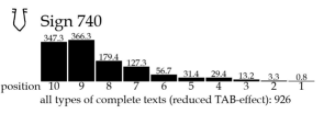 Sign 740
347.3 366.3 179.4 127.3 56.7 31.4 29.4 13.2 3.3 0.8
position 10 9 8 7 6 5 4 3 2 1
all types of complete texts (reduced TAB-effect): 926